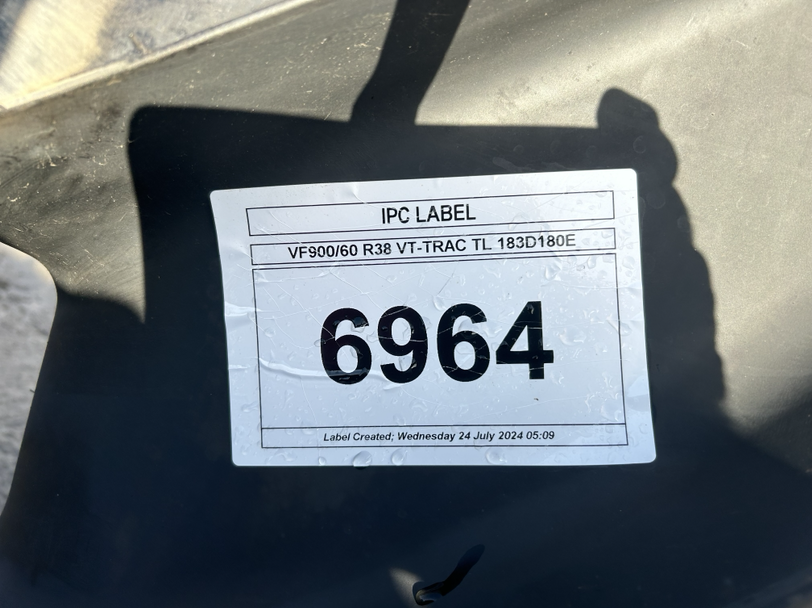 IPC LABEL
VF900/60 R38 VT-TRAC TL 183D180E
6964
Label Created; Wednesday 24 July 2024 05:09